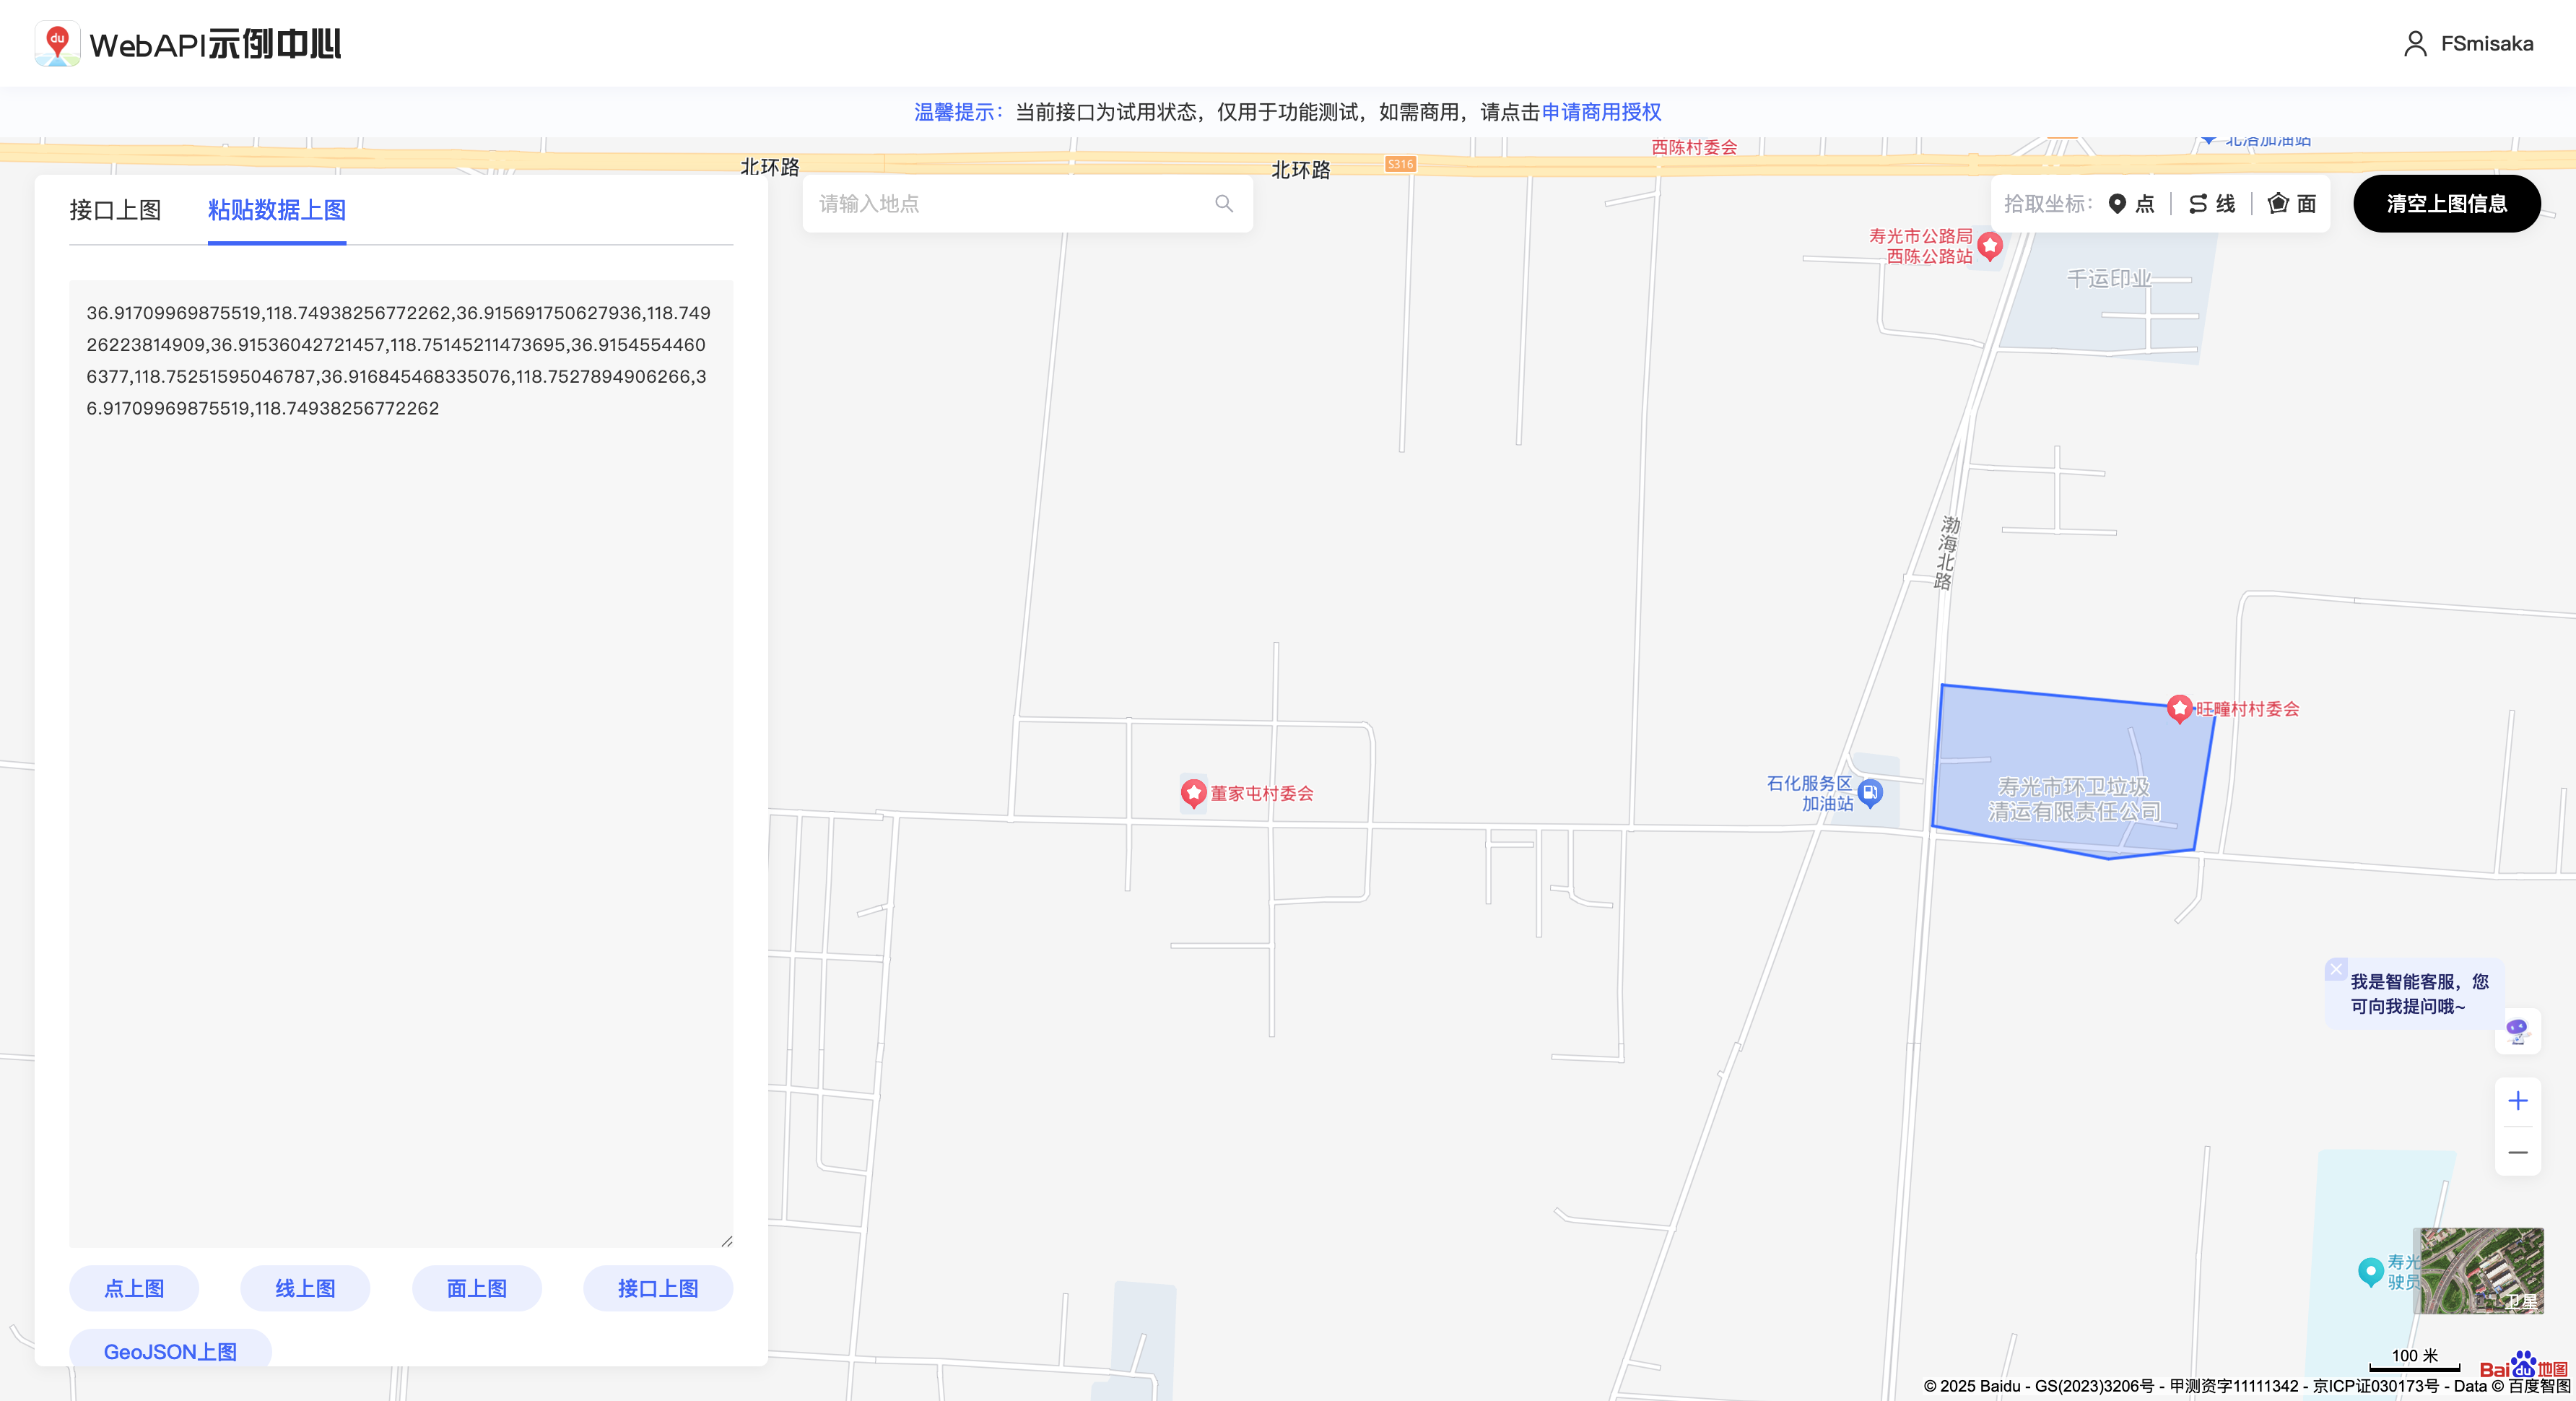 du WebAPI示例中心
FSmisaka
温馨提示：当前接口为试用状态，仅用于功能测试，如需商用，请点击申请商用授权
接口上图
粘贴数据上图
36.91709969875519,118.74938256772262,36.915691750627936,118.749
26223814909,36.91536042721457,118.75145211473695,36.9154554460
6377,118.75251595046787,36.916845468335076,118.7527894906266,3
6.91709969875519,118.74938256772262
点上图
线上图
面上图
接口上图
GeoJSON上图
请输入地点
拾取坐标：
点
线
面
清空上图信息
北环路
北环路
S316
西陈村委会
北洛加油站
寿光市公路局
西陈公路站
千运印业
渤海北路
旺疃村村委会
寿光市环卫垃圾
清运有限责任公司
石化服务区
加油站
董家屯村委会
我是智能客服，您
可向我提问哦~
寿光
驶员
卫星
100 米
Bai du 地图
© 2025 Baidu - GS(2023)3206号 - 甲测资字11111342 - 京ICP证030173号 - Data © 百度智图